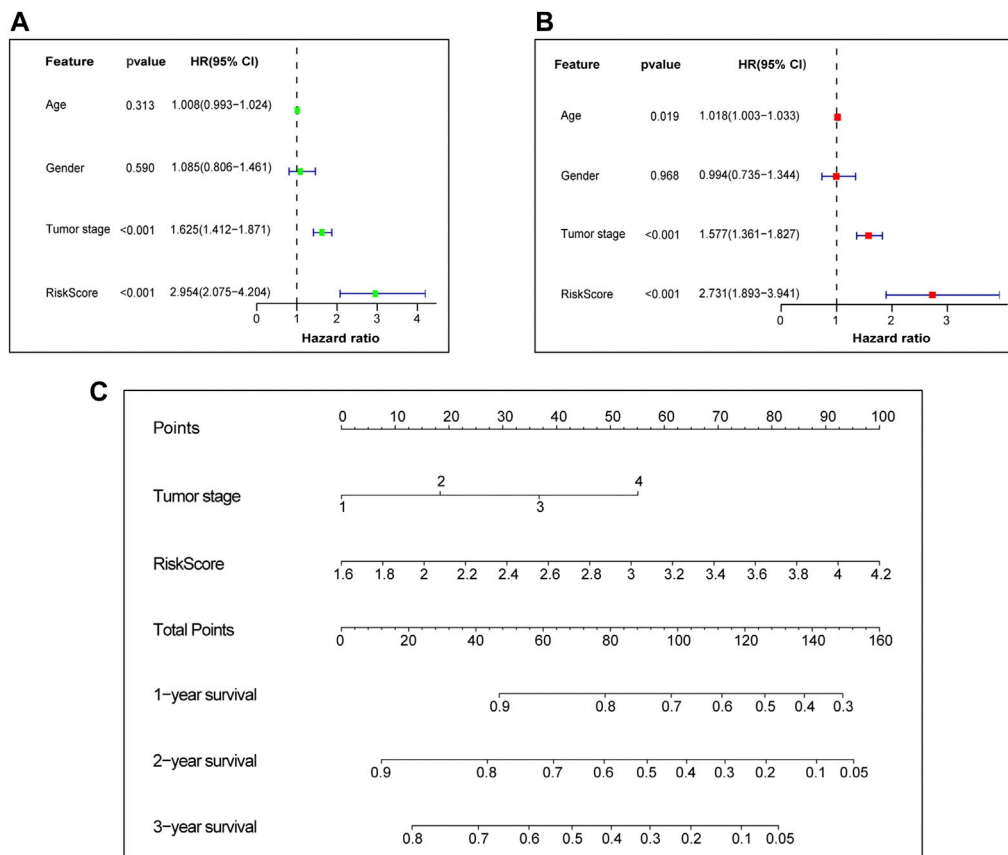 A
Feature pvalue HR(95% CI)
Age 0.313 1.008(0.993−1.024)
Gender 0.590 1.085(0.806−1.461)
Tumor stage <0.001 1.625(1.412−1.871)
RiskScore <0.001 2.954(2.075−4.204)
0 1 2 3 4
Hazard ratio
B
Feature pvalue HR(95% CI)
Age 0.019 1.018(1.003−1.033)
Gender 0.968 0.994(0.735−1.344)
Tumor stage <0.001 1.577(1.361−1.827)
RiskScore <0.001 2.731(1.893−3.941)
0 1 2 3
Hazard ratio
C
Points 0 10 20 30 40 50 60 70 80 90 100
Tumor stage 1 2 3 4
RiskScore 1.6 1.8 2 2.2 2.4 2.6 2.8 3 3.2 3.4 3.6 3.8 4 4.2
Total Points 0 20 40 60 80 100 120 140 160
1−year survival 0.9 0.8 0.7 0.6 0.5 0.4 0.3
2−year survival 0.9 0.8 0.7 0.6 0.5 0.4 0.3 0.2 0.1 0.05
3−year survival 0.8 0.7 0.6 0.5 0.4 0.3 0.2 0.1 0.05